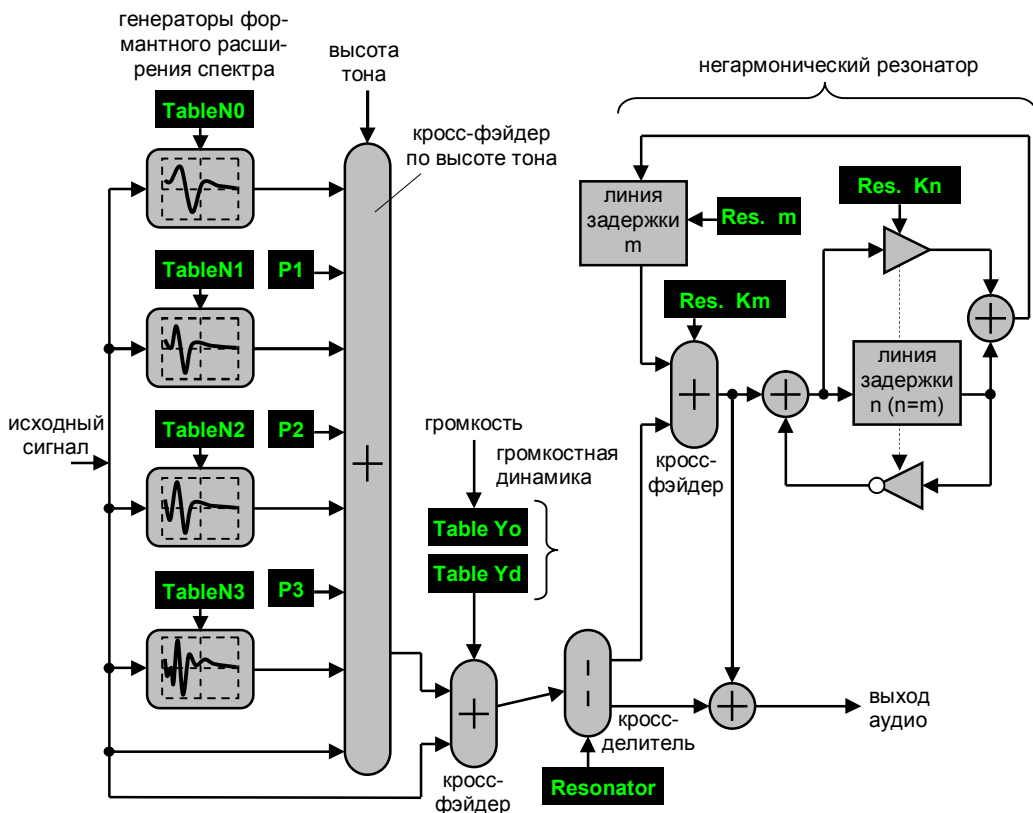 генераторы фор-
мантного расши-
рения спектра
высота
тона
негармонический резонатор
TableN0
кросс-фэйдер
по высоте тона
линия
задержки
m
Res. m
Res. Kn
TableN1
P1
Res. Km
линия
задержки
n (n=m)
исходный
сигнал
TableN2
P2
громкость
громкостная
динамика
кросс-
фэйдер
Table Yo
Table Yd
TableN3
P3
выход
аудио
кросс-
делитель
кросс-
фэйдер
Resonator